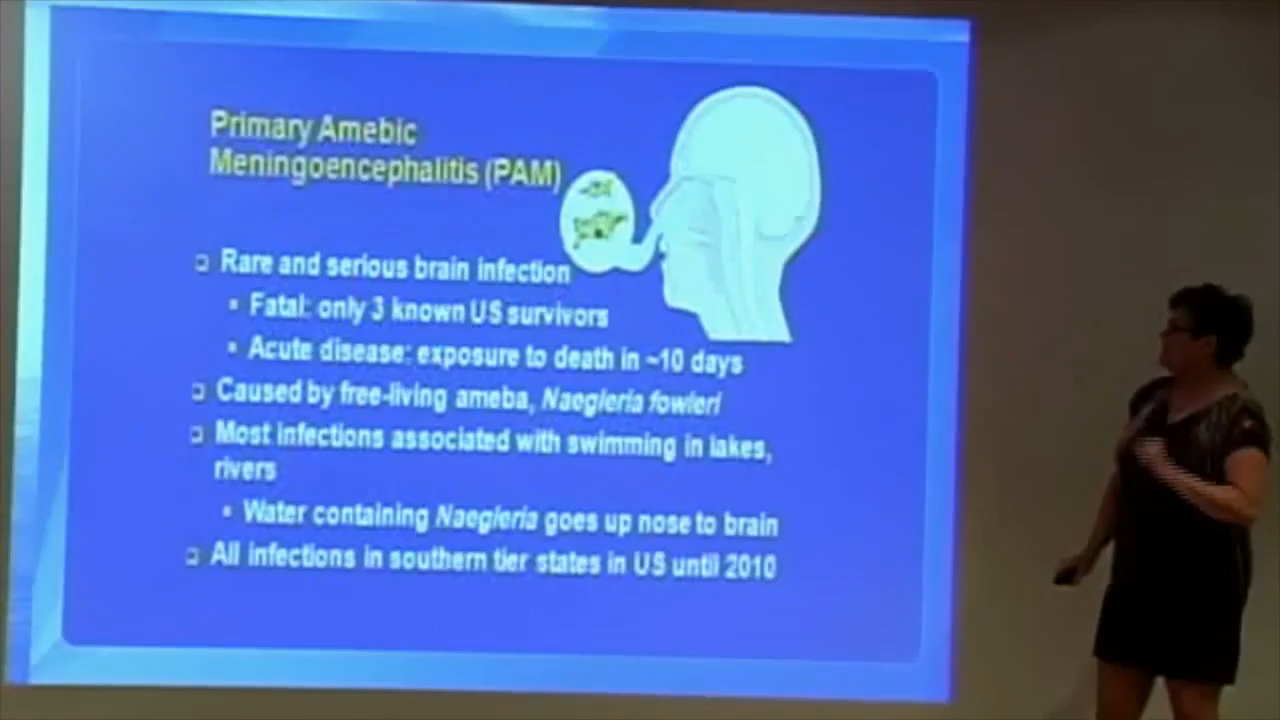 Primary Amebic
Meningoencephalitis (PAM)
Rare and serious brain infection
Fatal: only 3 known US survivors
Acute disease: exposure to death in ~10 days
Caused by free-living ameba, Naegleria fowleri
Most infections associated with swimming in lakes,
rivers
Water containing Naegleria goes up nose to brain
All infections in southern tier states in US until 2010